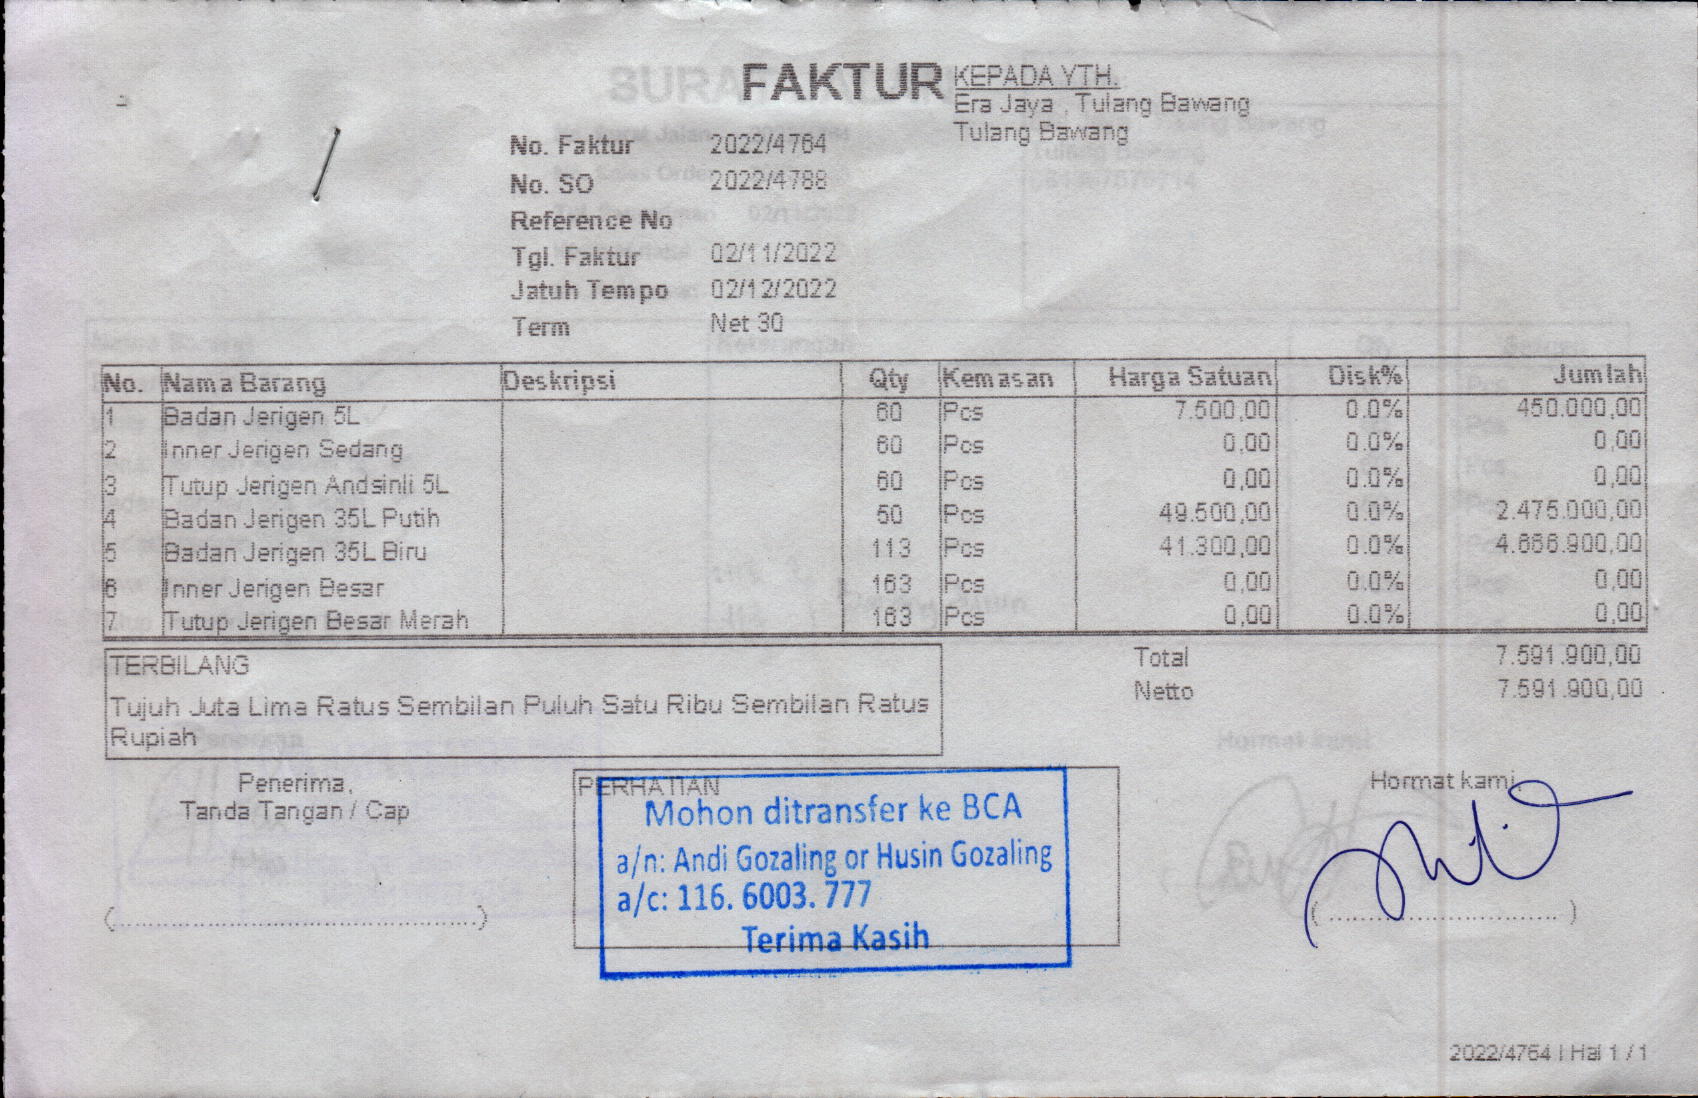 FAKTUR
KEPADA YTH.
Era Jaya , Tulang Bawang
Tulang Bawang
No. Faktur 2022/4764
No. SO 2022/4788
Reference No
Tgl. Faktur 02/11/2022
Jatuh Tempo 02/12/2022
Term Net 30
No. Nama Barang Deskripsi Qty Kemasan Harga Satuan Disk% Jumlah
1 Badan Jerigen 5L 60 Pcs 7.500,00 0.0% 450.000,00
2 Inner Jerigen Sedang 60 Pcs 0,00 0.0% 0,00
3 Tutup Jerigen Andsinli 5L 60 Pcs 0,00 0.0% 0,00
4 Badan Jerigen 35L Putih 50 Pcs 49.500,00 0.0% 2.475.000,00
5 Badan Jerigen 35L Biru 113 Pcs 41.300,00 0.0% 4.666.900,00
6 Inner Jerigen Besar 163 Pcs 0,00 0.0% 0,00
7 Tutup Jerigen Besar Merah 163 Pcs 0,00 0.0% 0,00
TERBILANG
Tujuh Juta Lima Ratus Sembilan Puluh Satu Ribu Sembilan Ratus
Rupiah
Total 7.591.900,00
Netto 7.591.900,00
Penerima,
Tanda Tangan / Cap
PERHATIAN
Mohon ditransfer ke BCA
a/n: Andi Gozaling or Husin Gozaling
a/c: 116. 6003. 777
Terima Kasih
Hormat kami,
2022/4764 | Hal 1 / 1